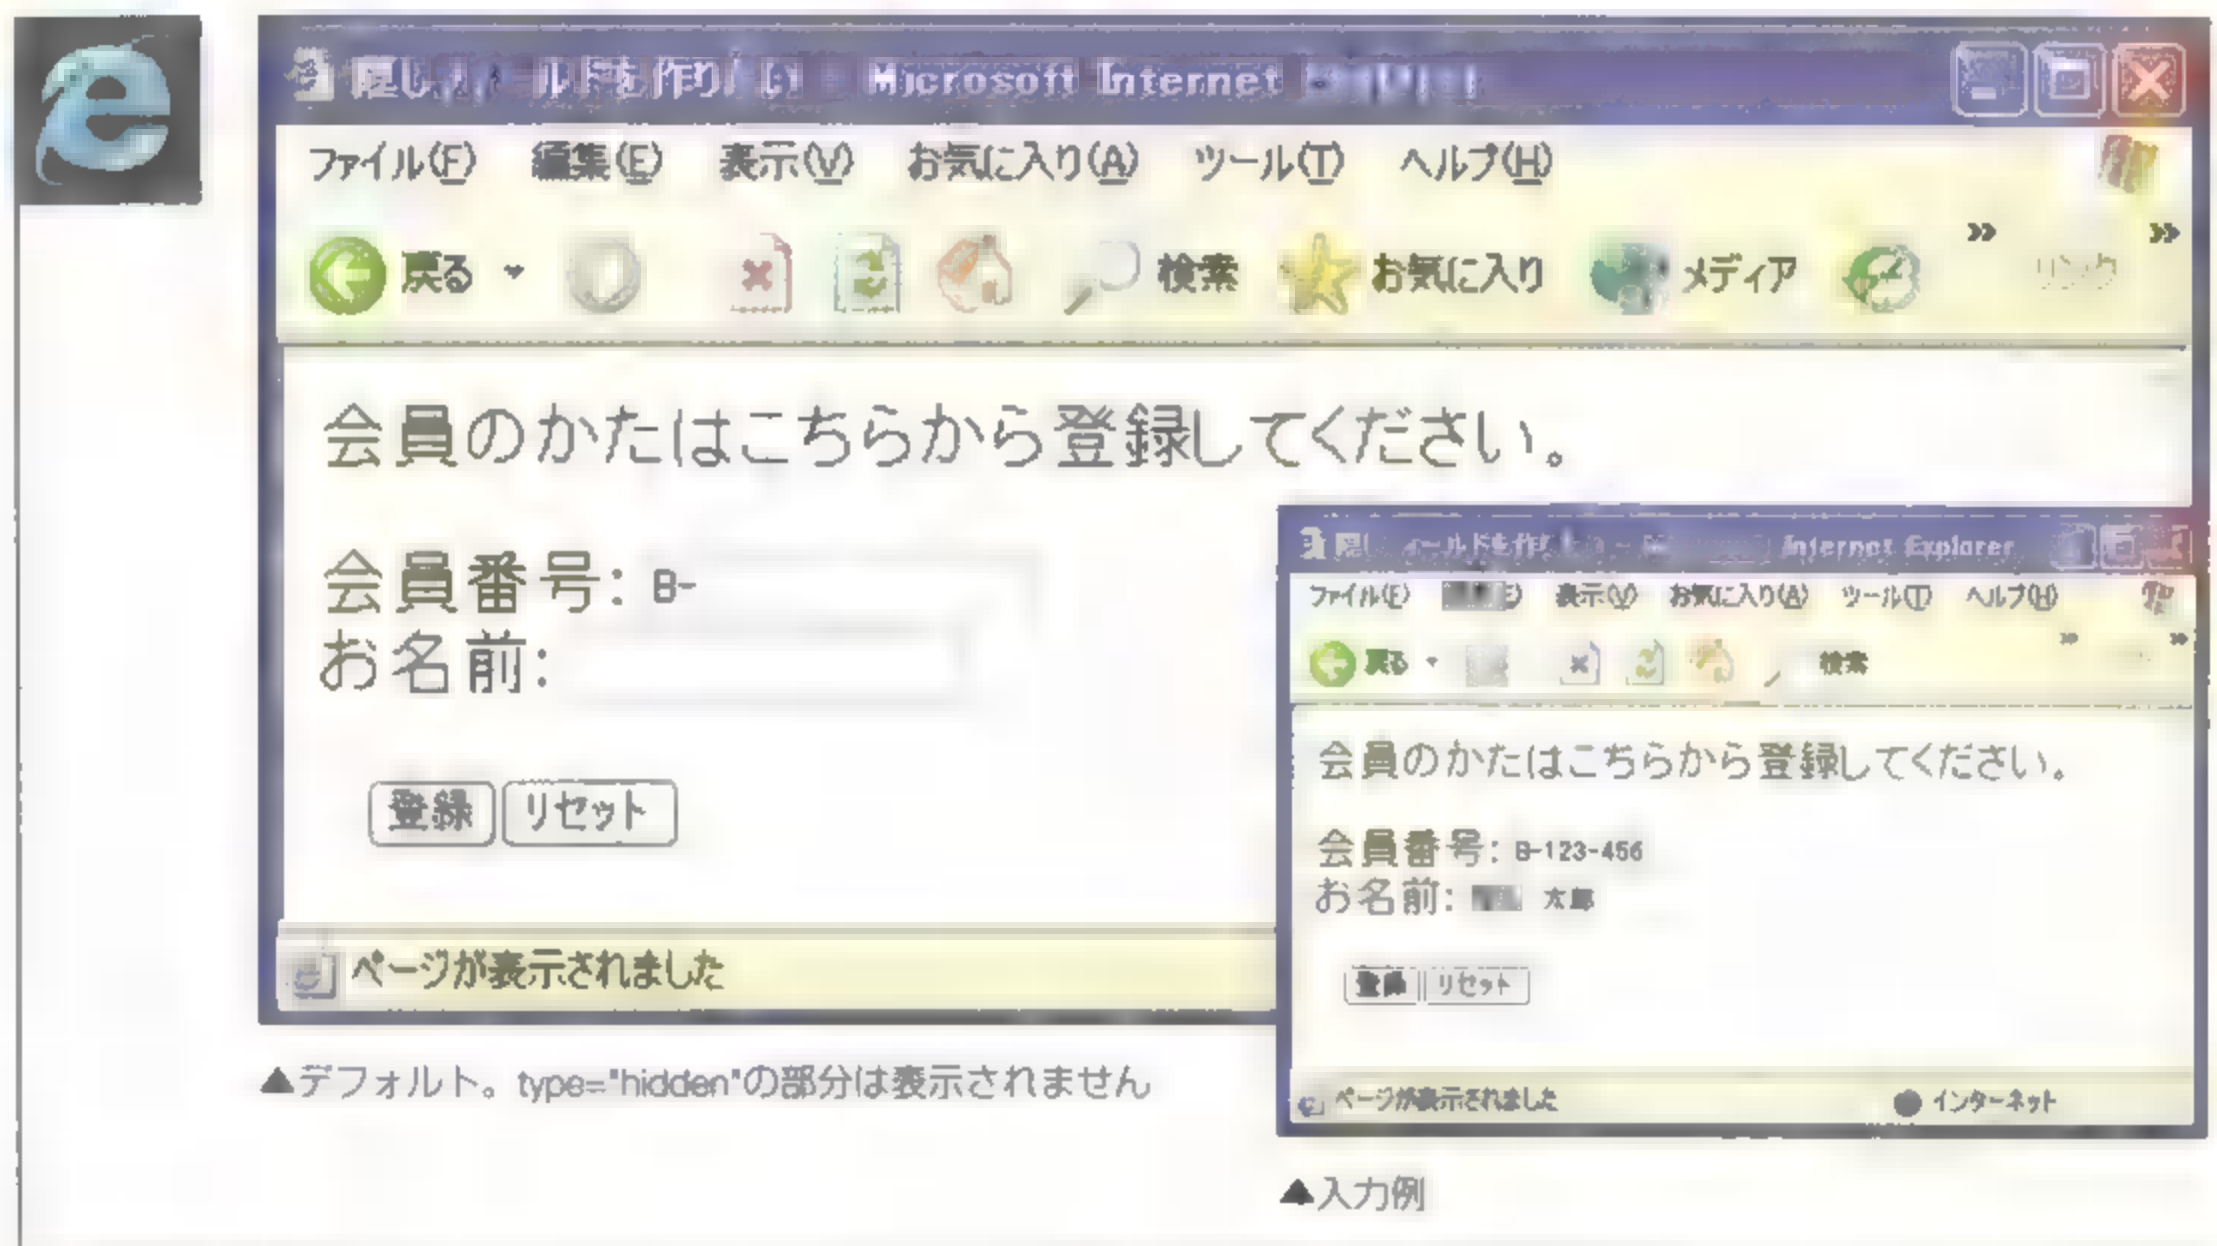 Microsoft Internet
ファイル(F) 編集(E) 表示(V) お気に入り(A) ツール(T) ヘルプ(H)
戻る 検索 お気に入り メディア リンク
会員のかたはこちらから登録してください。
会員番号: B-
お名前:
登録 リセット
ページが表示されました
▲デフォルト。type="hidden"の部分は表示されません
Internet Explorer
ファイル(F) 表示(V) お気に入り(A) ツール(T) ヘルプ(H)
戻る 検索
会員のかたはこちらから登録してください。
会員番号: B-123-456
お名前: 太郎
登録 リセット
ページが表示されました インターネット
▲入力例